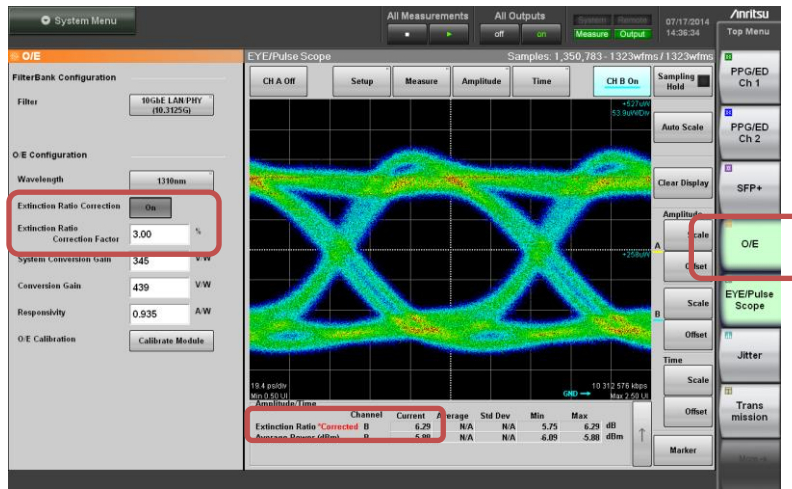 System Menu
All Measurements
All Outputs
off
on
System
Remote
Measure
Output
07/17/2014
14:36:34
Anritsu
Top Menu
O/E
FilterBank Configuration
Filter
10GbE LAN/PHY
(10.3125G)
O/E Configuration
Wavelength
1310nm
Extinction Ratio Correction
On
Extinction Ratio
Correction Factor
3.00
%
System Conversion Gain
345
V/W
Conversion Gain
439
V/W
Responsivity
0.935
A/W
O/E Calibration
Calibrate Module
EYE/Pulse Scope
Samples: 1,350,783 - 1323wfms / 1323wfms
CH A Off
Setup
Measure
Amplitude
Time
CH B On
Sampling
Hold
+527uW
53.9uW/Div
+258uW
19.4 ps/div
Min 0.50 UI
GND
10 312 576 kbps
Max 2.50 UI
Auto Scale
Clear Display
Amplitude
A
Scale
Offset
B
Scale
Offset
Time
Scale
Offset
Marker
Amplitude/Time
Channel
Current
Average
Std Dev
Min
Max
Extinction Ratio *Corrected B 6.29 N/A N/A 5.75 6.29 dB
Average Power (dBm) B -5.88 N/A N/A -6.09 -5.88 dBm
PPG/ED
Ch 1
PPG/ED
Ch 2
SFP+
O/E
EYE/Pulse
Scope
Jitter
Trans
mission